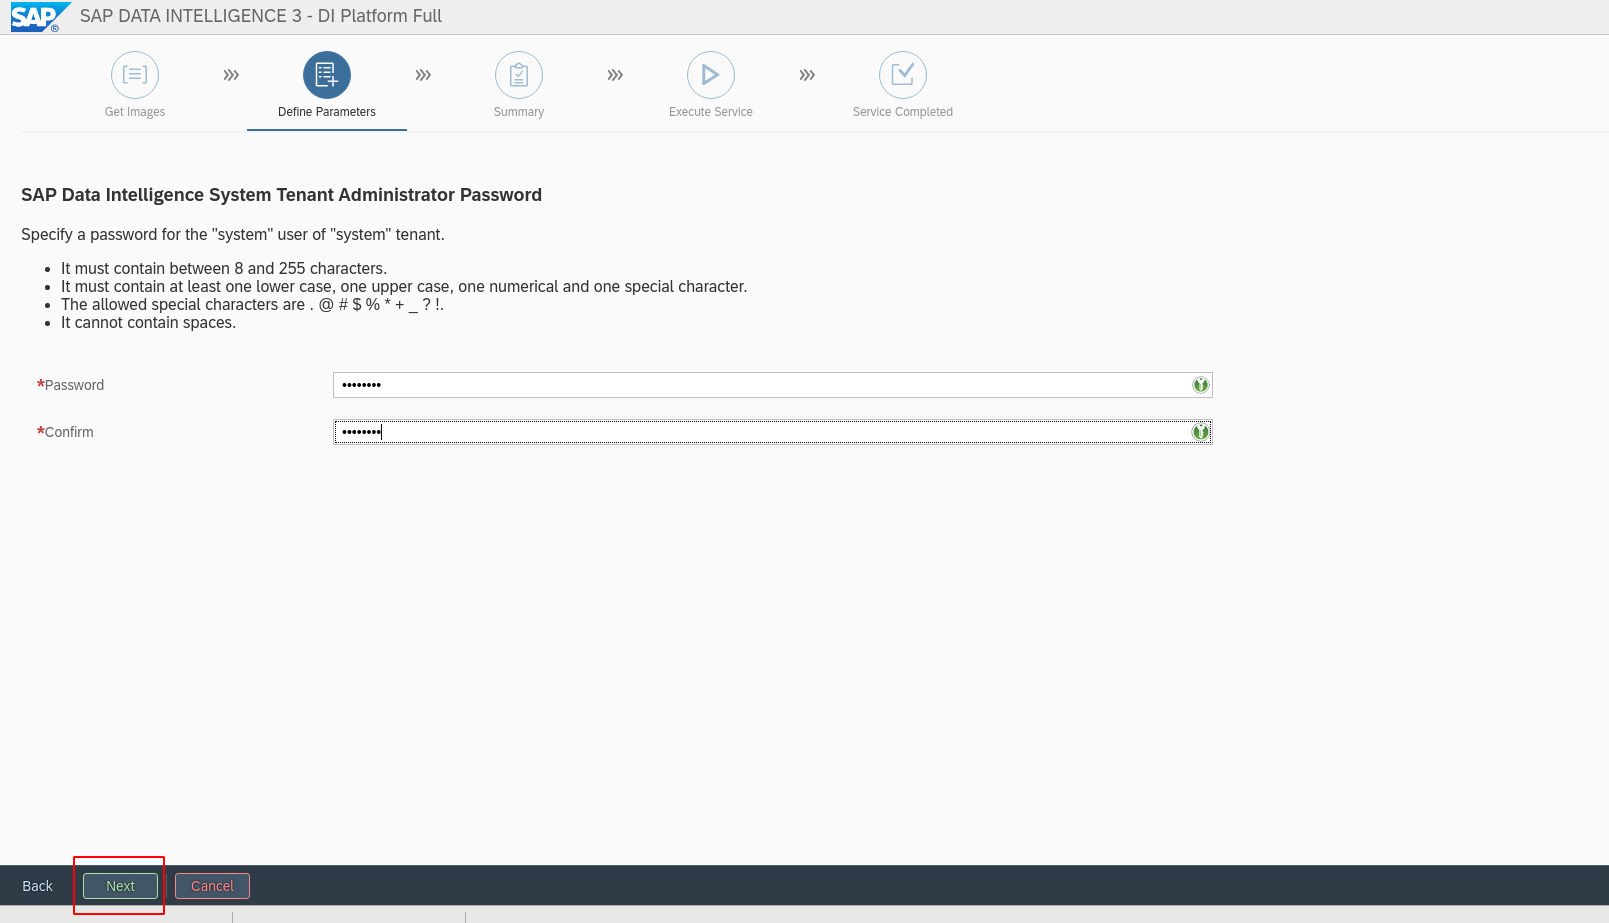 SAP® SAP DATA INTELLIGENCE 3 - DI Platform Full
Get Images
Define Parameters
Summary
Execute Service
Service Completed
SAP Data Intelligence System Tenant Administrator Password
Specify a password for the "system" user of "system" tenant.
• It must contain between 8 and 255 characters.
• It must contain at least one lower case, one upper case, one numerical and one special character.
• The allowed special characters are . @ # $ % * + _ ? !.
• It cannot contain spaces.
*Password ••••••••
*Confirm ••••••••
Back Next Cancel